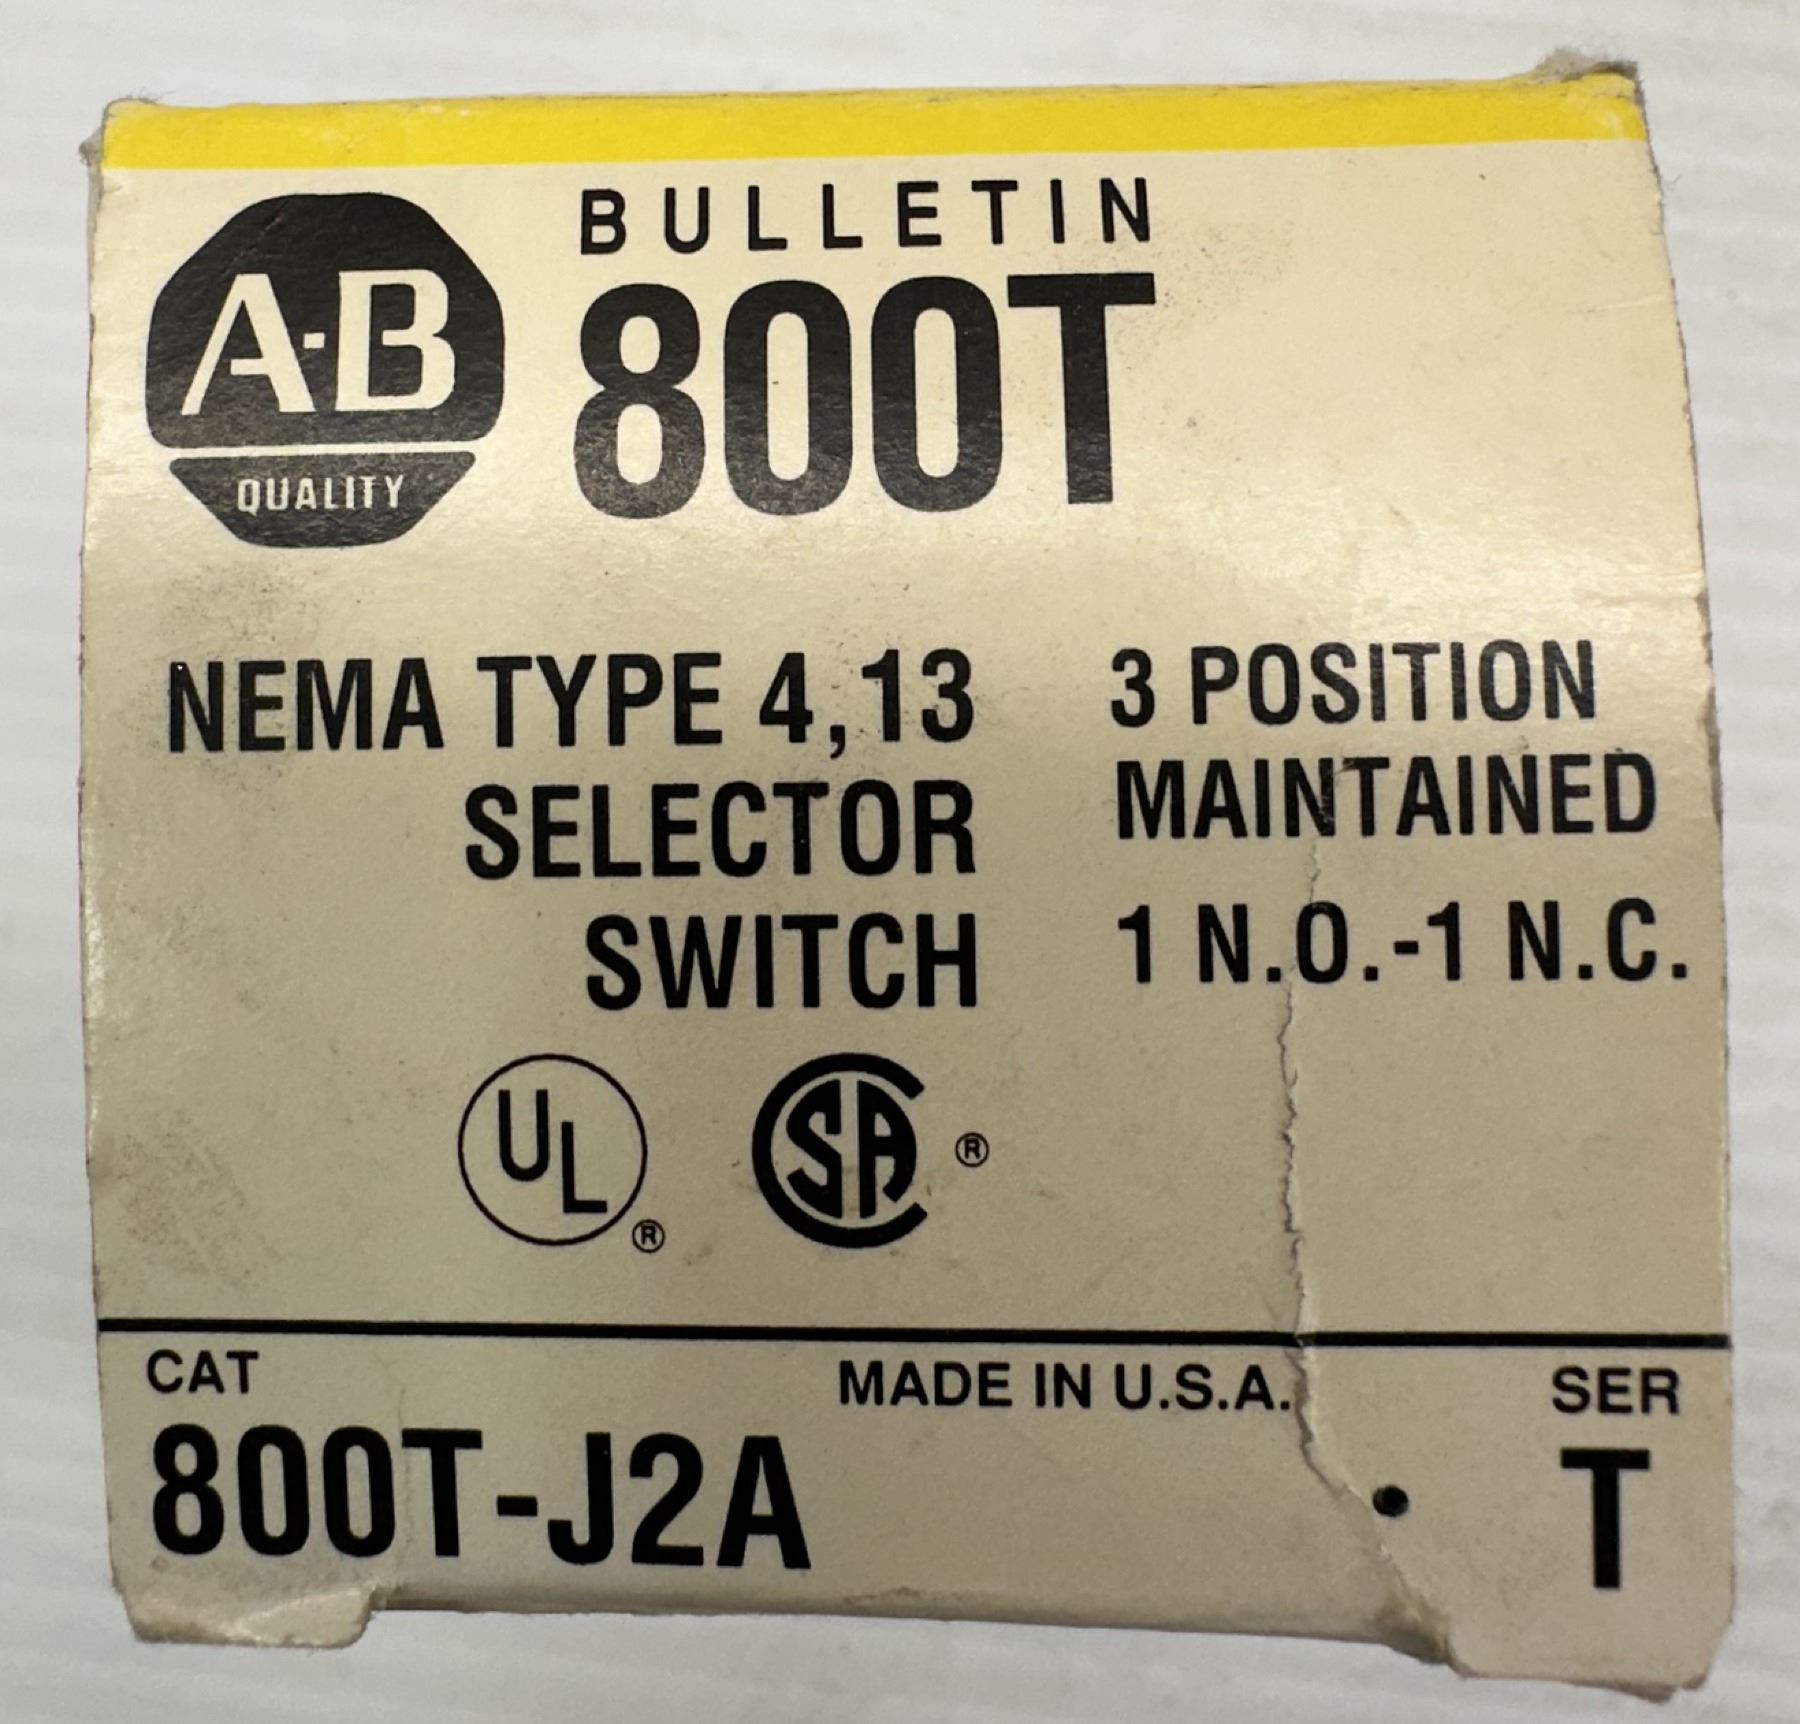 A-B
QUALITY
BULLETIN
800T
NEMA TYPE 4,13
SELECTOR
SWITCH
3 POSITION
MAINTAINED
1 N.O.-1 N.C.
UL®
CSA®
CAT
800T-J2A
MADE IN U.S.A.
SER
T